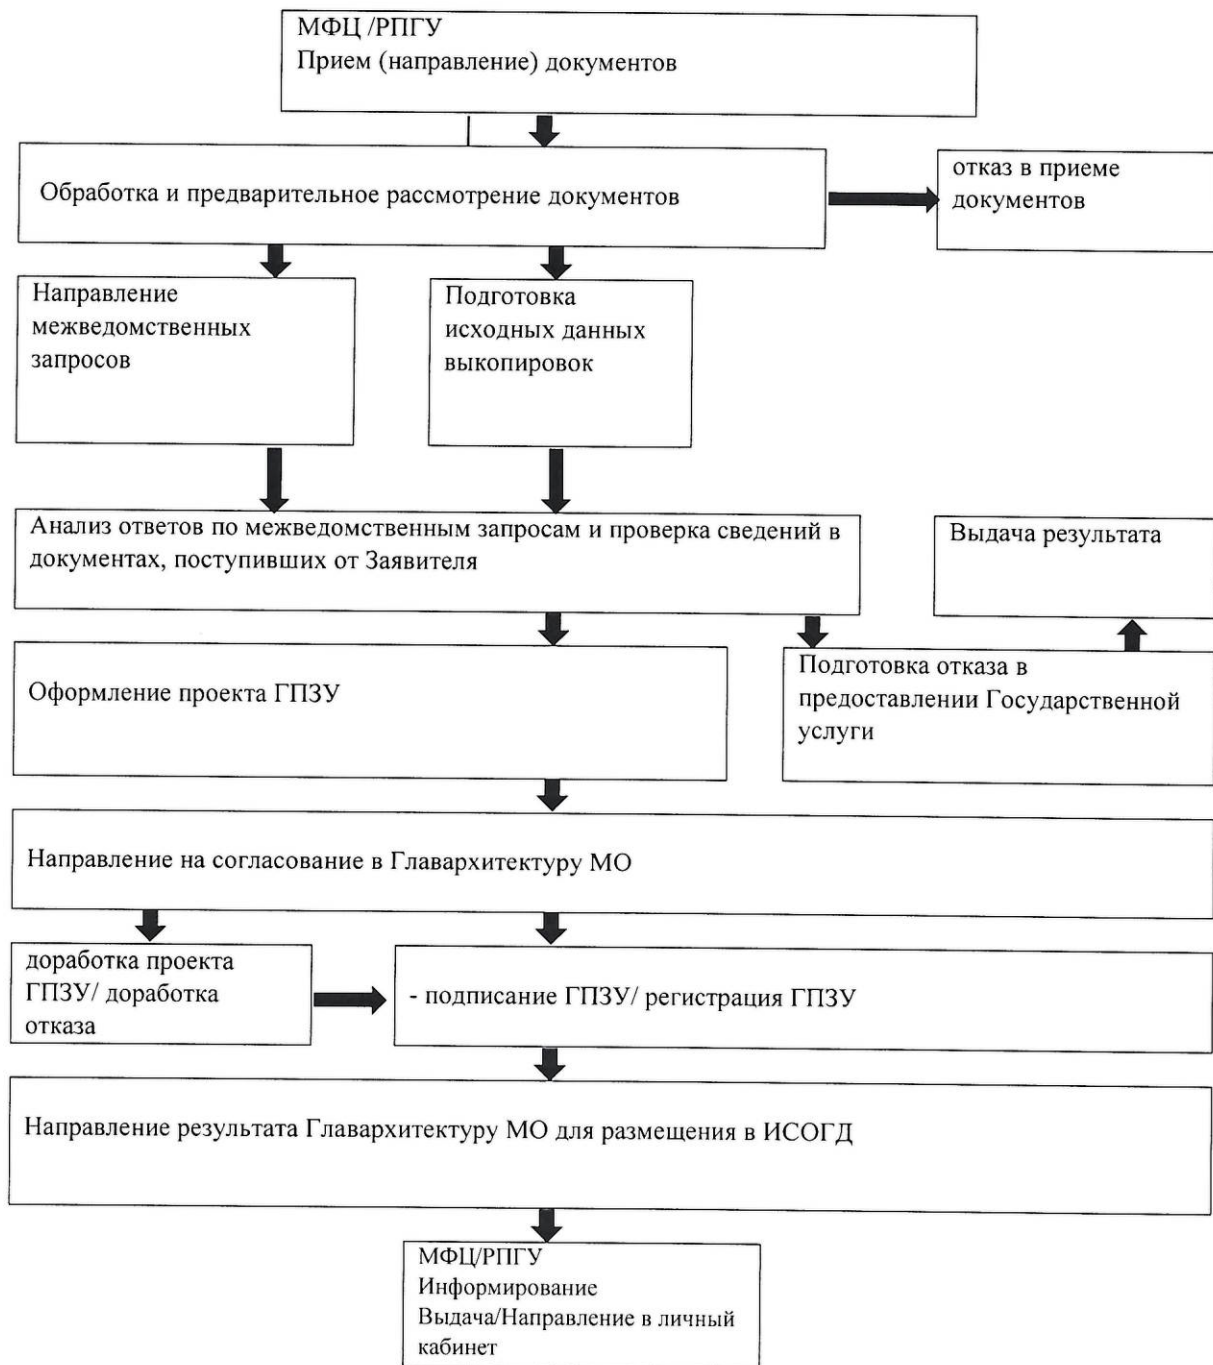 МФЦ /РПГУ
Прием (направление) документов
Обработка и предварительное рассмотрение документов
отказ в приеме
документов
Направление
межведомственных
запросов
Подготовка
исходных данных
выкопировок
Анализ ответов по межведомственным запросам и проверка сведений в
документах, поступивших от Заявителя
Выдача результата
Оформление проекта ГПЗУ
Подготовка отказа в
предоставлении Государственной
услуги
Направление на согласование в Главархитектуру МО
доработка проекта
ГПЗУ/ доработка
отказа
- подписание ГПЗУ/ регистрация ГПЗУ
Направление результата Главархитектуру МО для размещения в ИСОГД
МФЦ/РПГУ
Информирование
Выдача/Направление в личный
кабинет